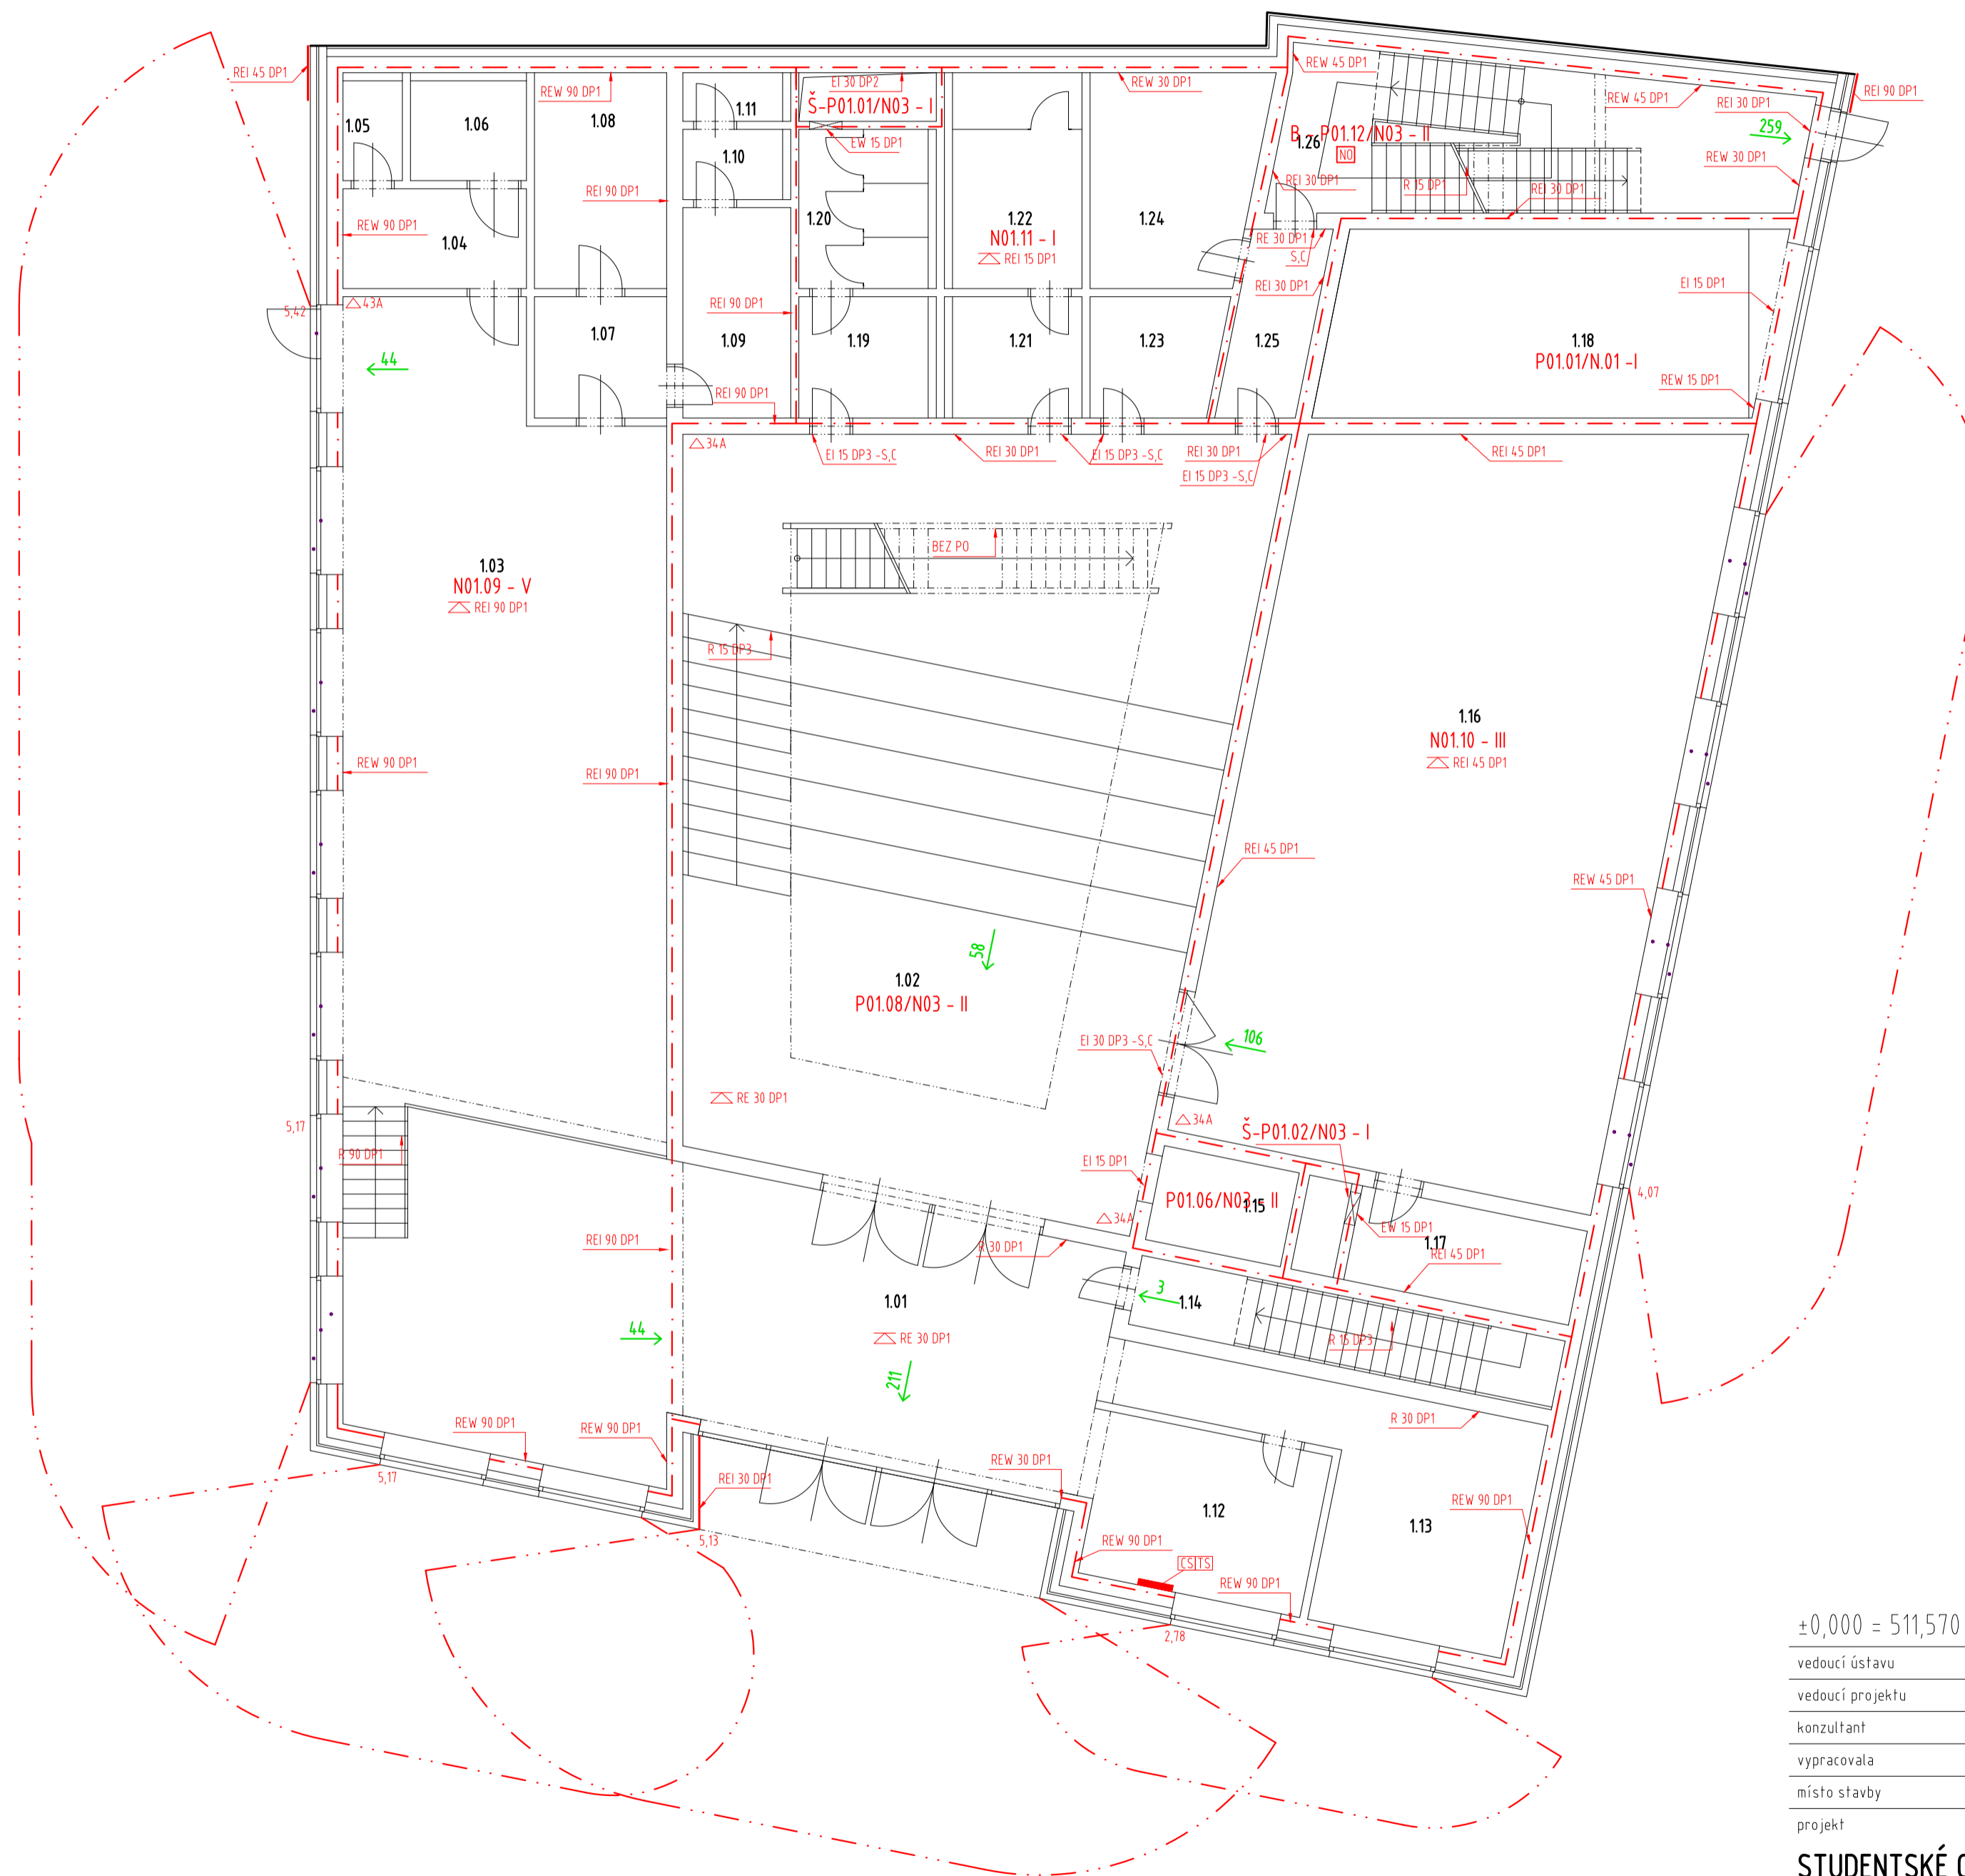 REI 45 DP1
REW 45 DP1
REI 90 DP1
REW 90 DP1
EI 30 DP2
REW 30 DP1
REW 45 DP1
REI 30 DP1
Š-P01.01/N03 - I
1.05
1.06
1.08
1.11
1.10
EW 15 DP1
B - P01.12/N03 - II
1.26
NO
259
REW 30 DP1
REI 90 DP1
REI 30 DP1
R 15 DP1
REI 30 DP1
REW 90 DP1
1.04
1.20
1.22
N01.11 - I
REI 15 DP1
1.24
RE 30 DP1
S,C
REI 30 DP1
EI 15 DP1
5,42
43A
REI 90 DP1
44
1.07
1.09
1.19
1.21
1.23
1.25
1.18
P01.01/N.01 -I
REW 15 DP1
REI 90 DP1
34A
EI 15 DP3 -S,C
REI 30 DP1
EI 15 DP3 -S,C
REI 30 DP1
EI 15 DP3 -S,C
REI 45 DP1
BEZ PO
1.03
N01.09 - V
REI 90 DP1
R 15 DP3
1.16
N01.10 - III
REI 45 DP1
REW 90 DP1
REI 90 DP1
REI 45 DP1
REW 45 DP1
58
1.02
P01.08/N03 - II
EI 30 DP3 -S,C
106
RE 30 DP1
34A
5,17
R 90 DP1
Š-P01.02/N03 - I
EI 15 DP1
P01.06/N03 - II
1.15
34A
4,07
EW 15 DP1
1.17
REI 45 DP1
REI 90 DP1
R 30 DP1
3
1.14
1.01
RE 30 DP1
44
R 15 DP3
211
REW 90 DP1
REW 90 DP1
R 30 DP1
5,17
REI 30 DP1
REW 30 DP1
1.12
REW 90 DP1
1.13
5,13
REW 90 DP1
CS TS
REW 90 DP1
2,78
±0,000 = 511,570
vedoucí ústavu
vedoucí projektu
konzultant
vypracovala
místo stavby
projekt
STUDENTSKÉ